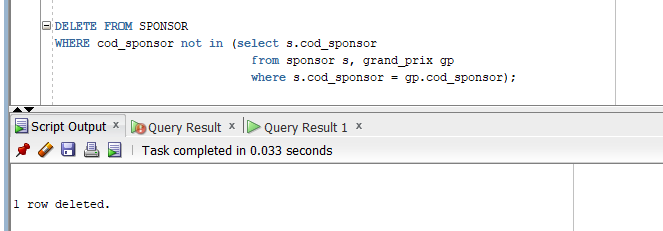 DELETE FROM SPONSOR
WHERE cod_sponsor not in (select s.cod_sponsor
from sponsor s, grand_prix gp
where s.cod_sponsor = gp.cod_sponsor);
Script Output x Query Result x Query Result 1 x
Task completed in 0.033 seconds
1 row deleted.